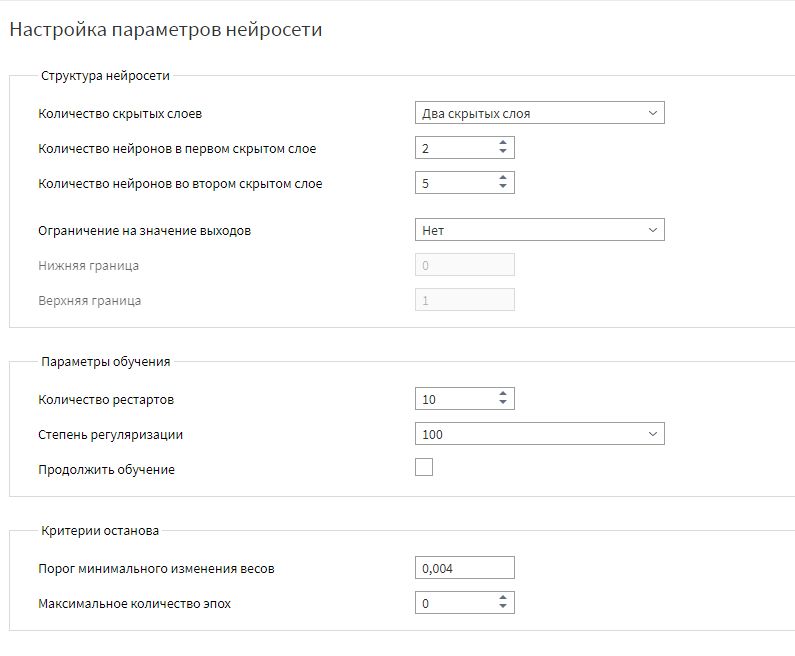 Настройка параметров нейросети
Структура нейросети
Количество скрытых слоев Два скрытых слоя
Количество нейронов в первом скрытом слое 2
Количество нейронов во втором скрытом слое 5
Ограничение на значение выходов Нет
Нижняя граница 0
Верхняя граница 1
Параметры обучения
Количество рестартов 10
Степень регуляризации 100
Продолжить обучение
Критерии останова
Порог минимального изменения весов 0,004
Максимальное количество эпох 0